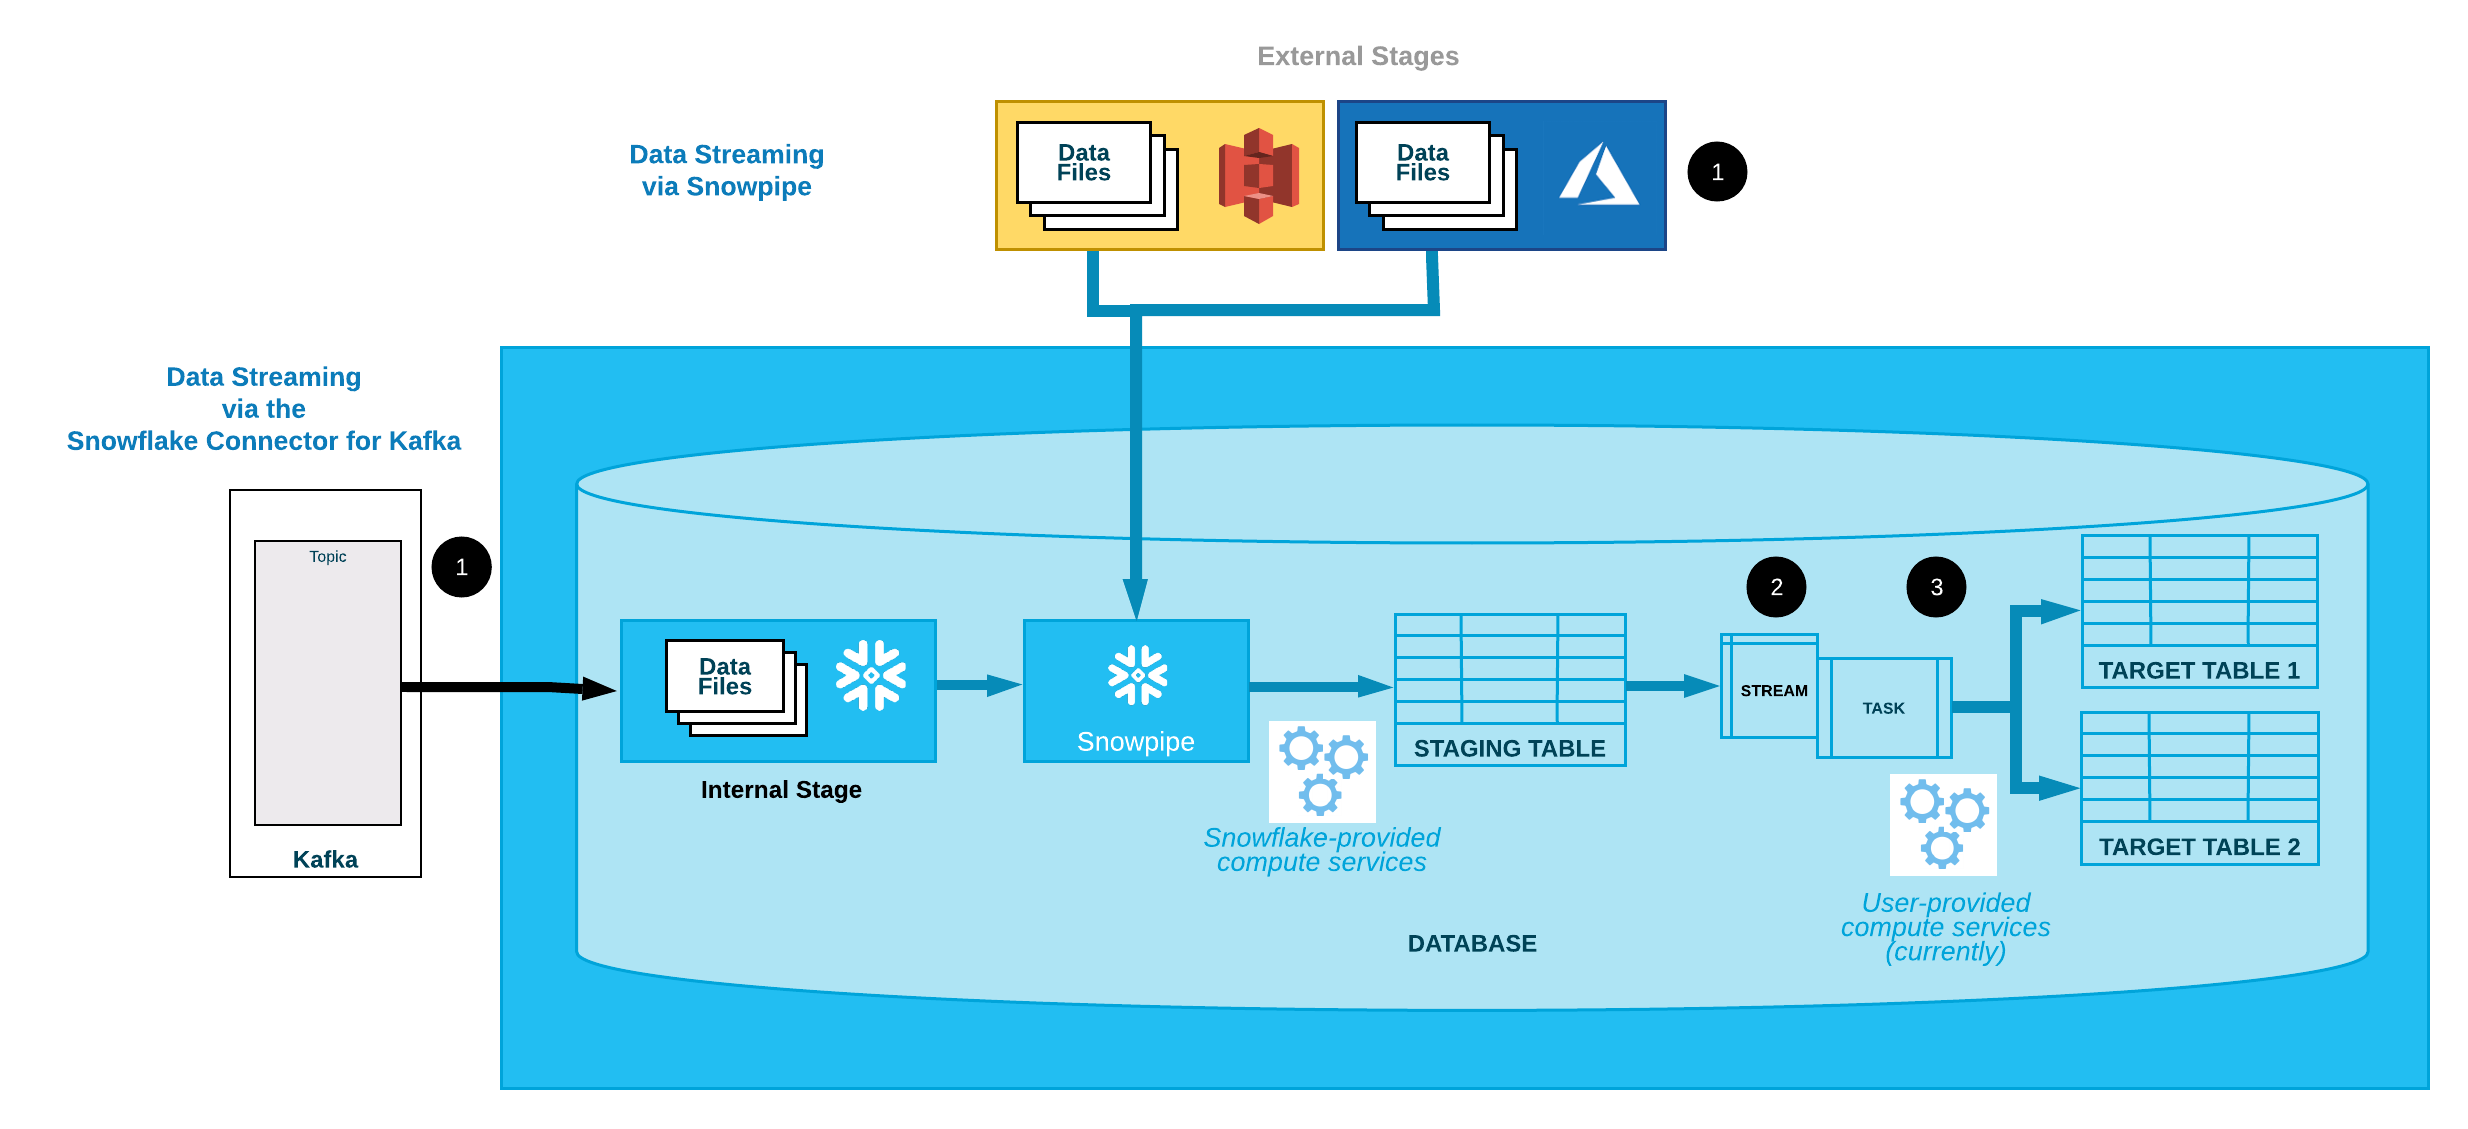 External Stages
Data Streaming
via Snowpipe
Data
Files
Data
Files
1
Data Streaming
via the
Snowflake Connector for Kafka
Topic
1
Kafka
Data
Files
Internal Stage
Snowpipe
Snowflake-provided
compute services
STAGING TABLE
2
STREAM
3
TASK
User-provided
compute services
(currently)
TARGET TABLE 1
TARGET TABLE 2
DATABASE